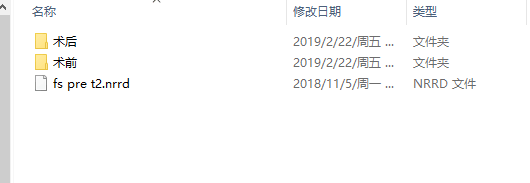 名称 修改日期 类型
术后 2019/2/22/周五 ... 文件夹
术前 2019/2/22/周五 ... 文件夹
fs pre t2.nrrd 2018/11/5/周一 ... NRRD 文件